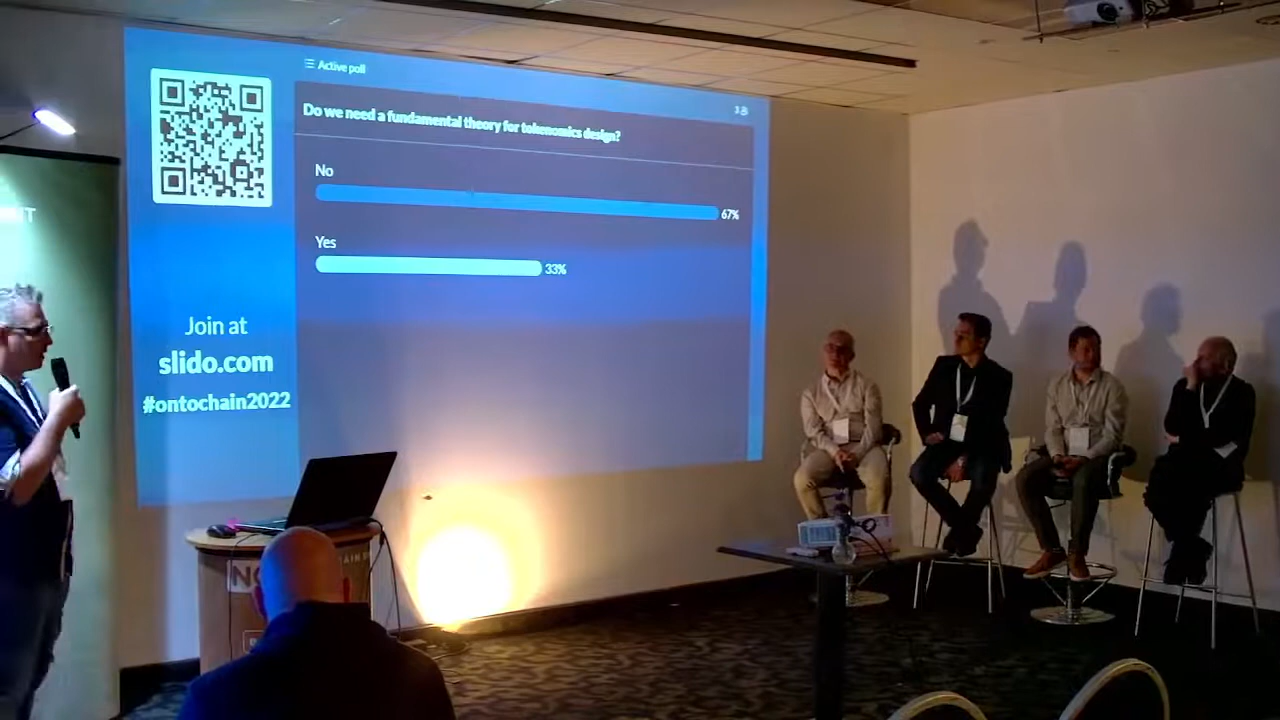 Active poll
Do we need a fundamental theory for tokenomics design?
3
No
67%
Yes
33%
Join at
slido.com
#ontochain2022